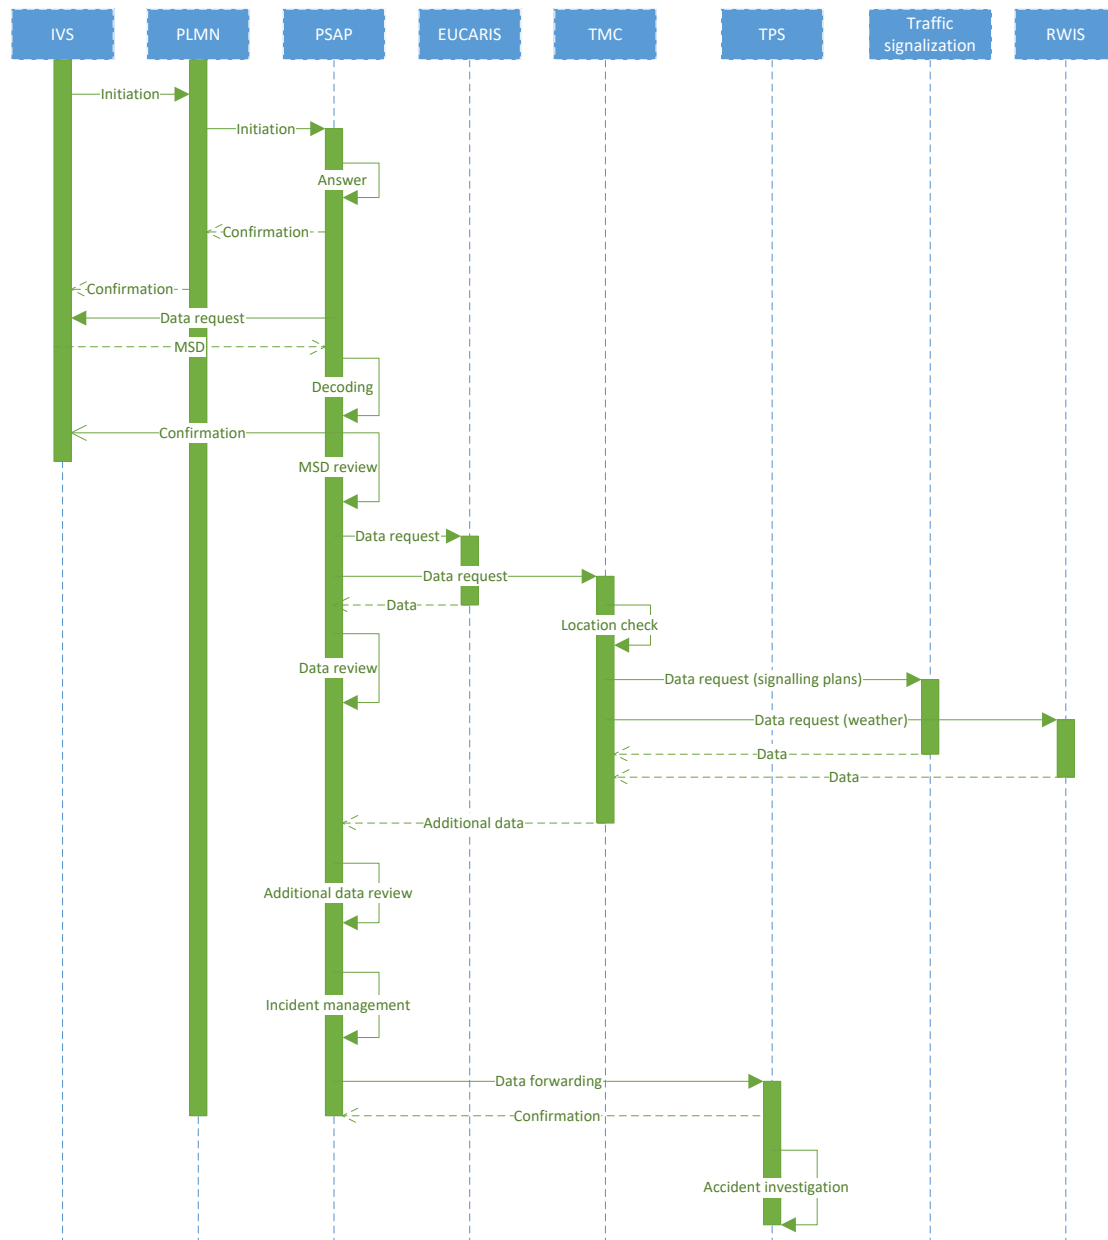 IVS
PLMN
PSAP
EUCARIS
TMC
TPS
Traffic
signalization
RWIS
Initiation
Initiation
Answer
Confirmation
Confirmation
Data request
MSD
Decoding
Confirmation
MSD review
Data request
Data request
Data
Location check
Data review
Data request (signalling plans)
Data request (weather)
Data
Data
Additional data
Additional data review
Incident management
Data forwarding
Confirmation
Accident investigation